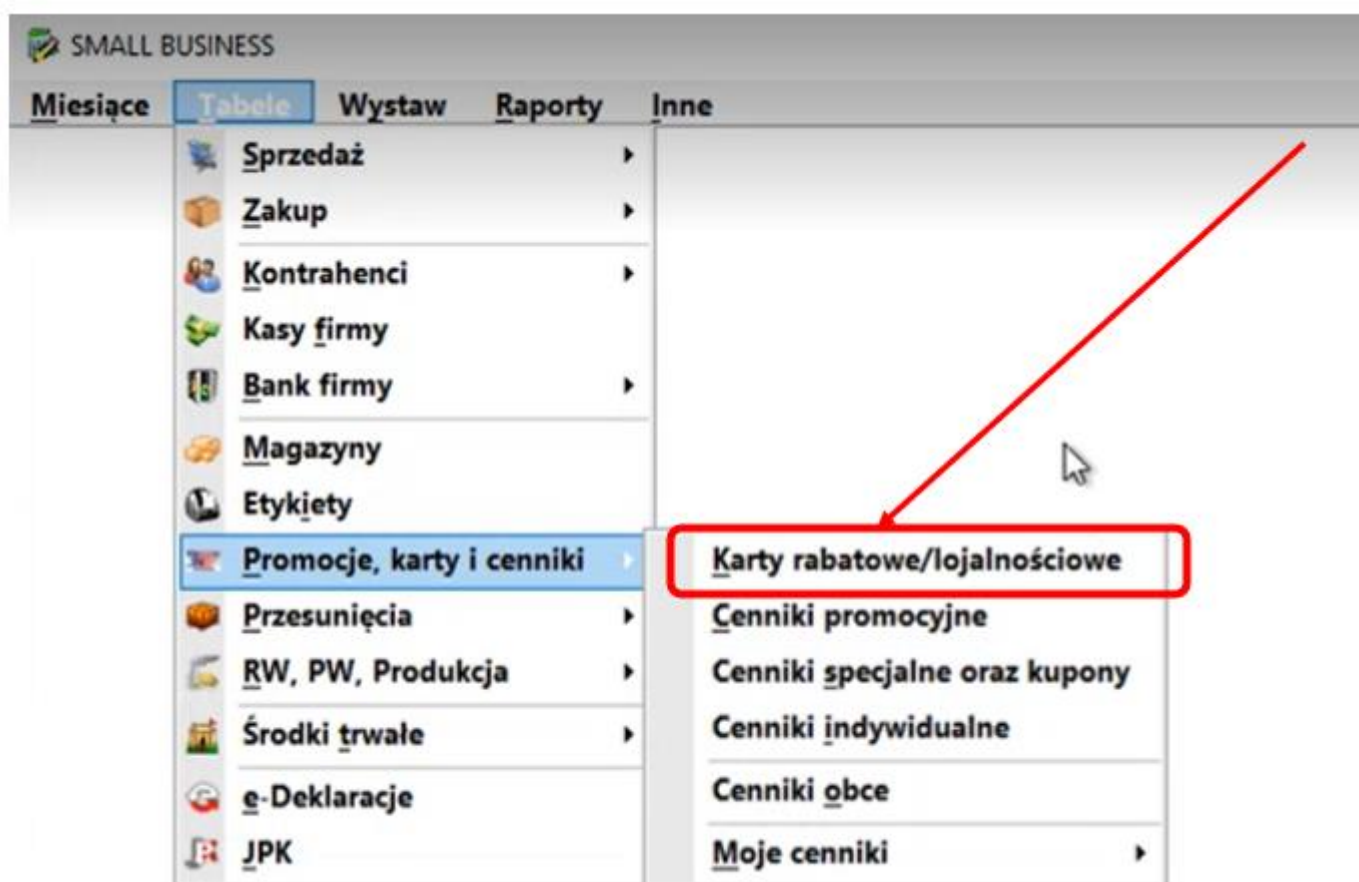 SMALL BUSINESS
Miesiące Tabele Wystaw Raporty Inne
Sprzedaż
Zakup
Kontrahenci
Kasy firmy
Bank firmy
Magazyny
Etykiety
Promocje, karty i cenniki
Przesunięcia
RW, PW, Produkcja
Środki trwałe
e-Deklaracje
JPK
Karty rabatowe/lojalnościowe
Cenniki promocyjne
Cenniki specjalne oraz kupony
Cenniki indywidualne
Cenniki obce
Moje cenniki